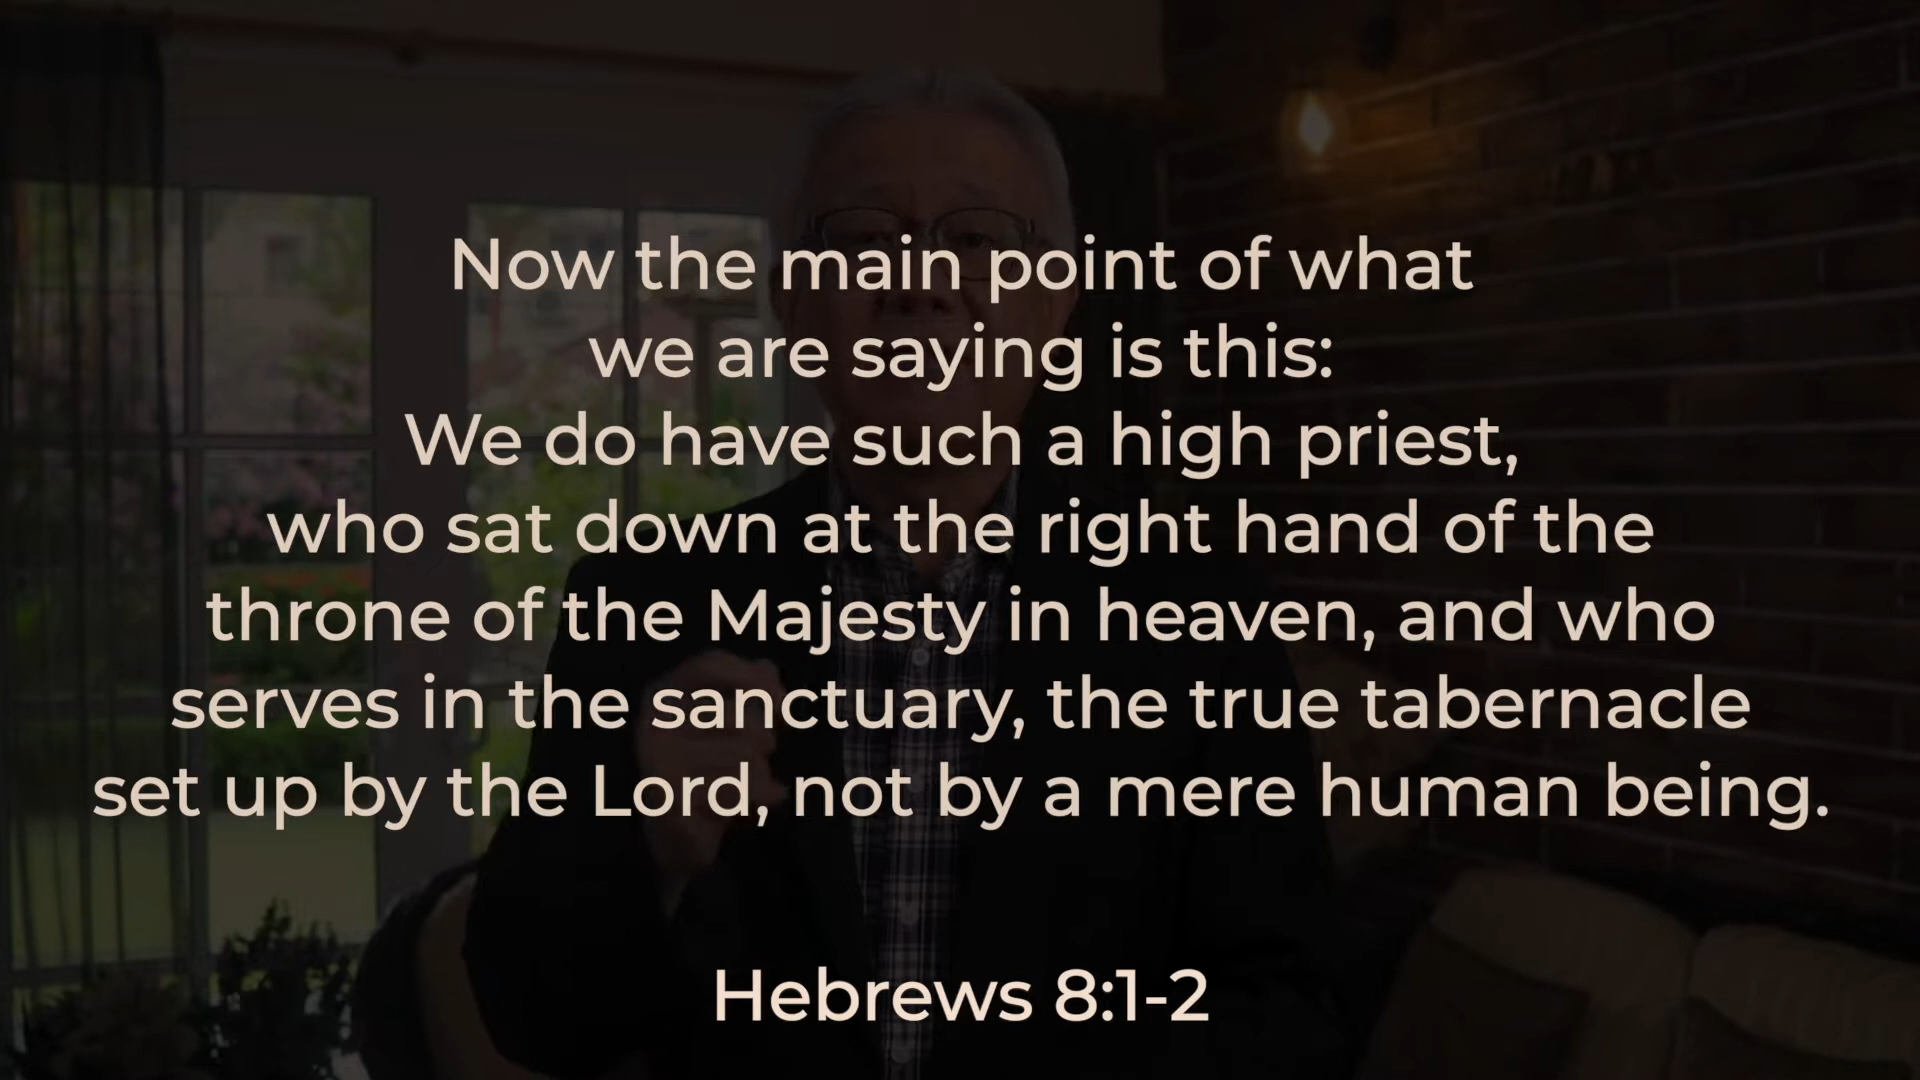 Now the main point of what
we are saying is this:
We do have such a high priest,
who sat down at the right hand of the
throne of the Majesty in heaven, and who
serves in the sanctuary, the true tabernacle
set up by the Lord, not by a mere human being.
Hebrews 8:1-2